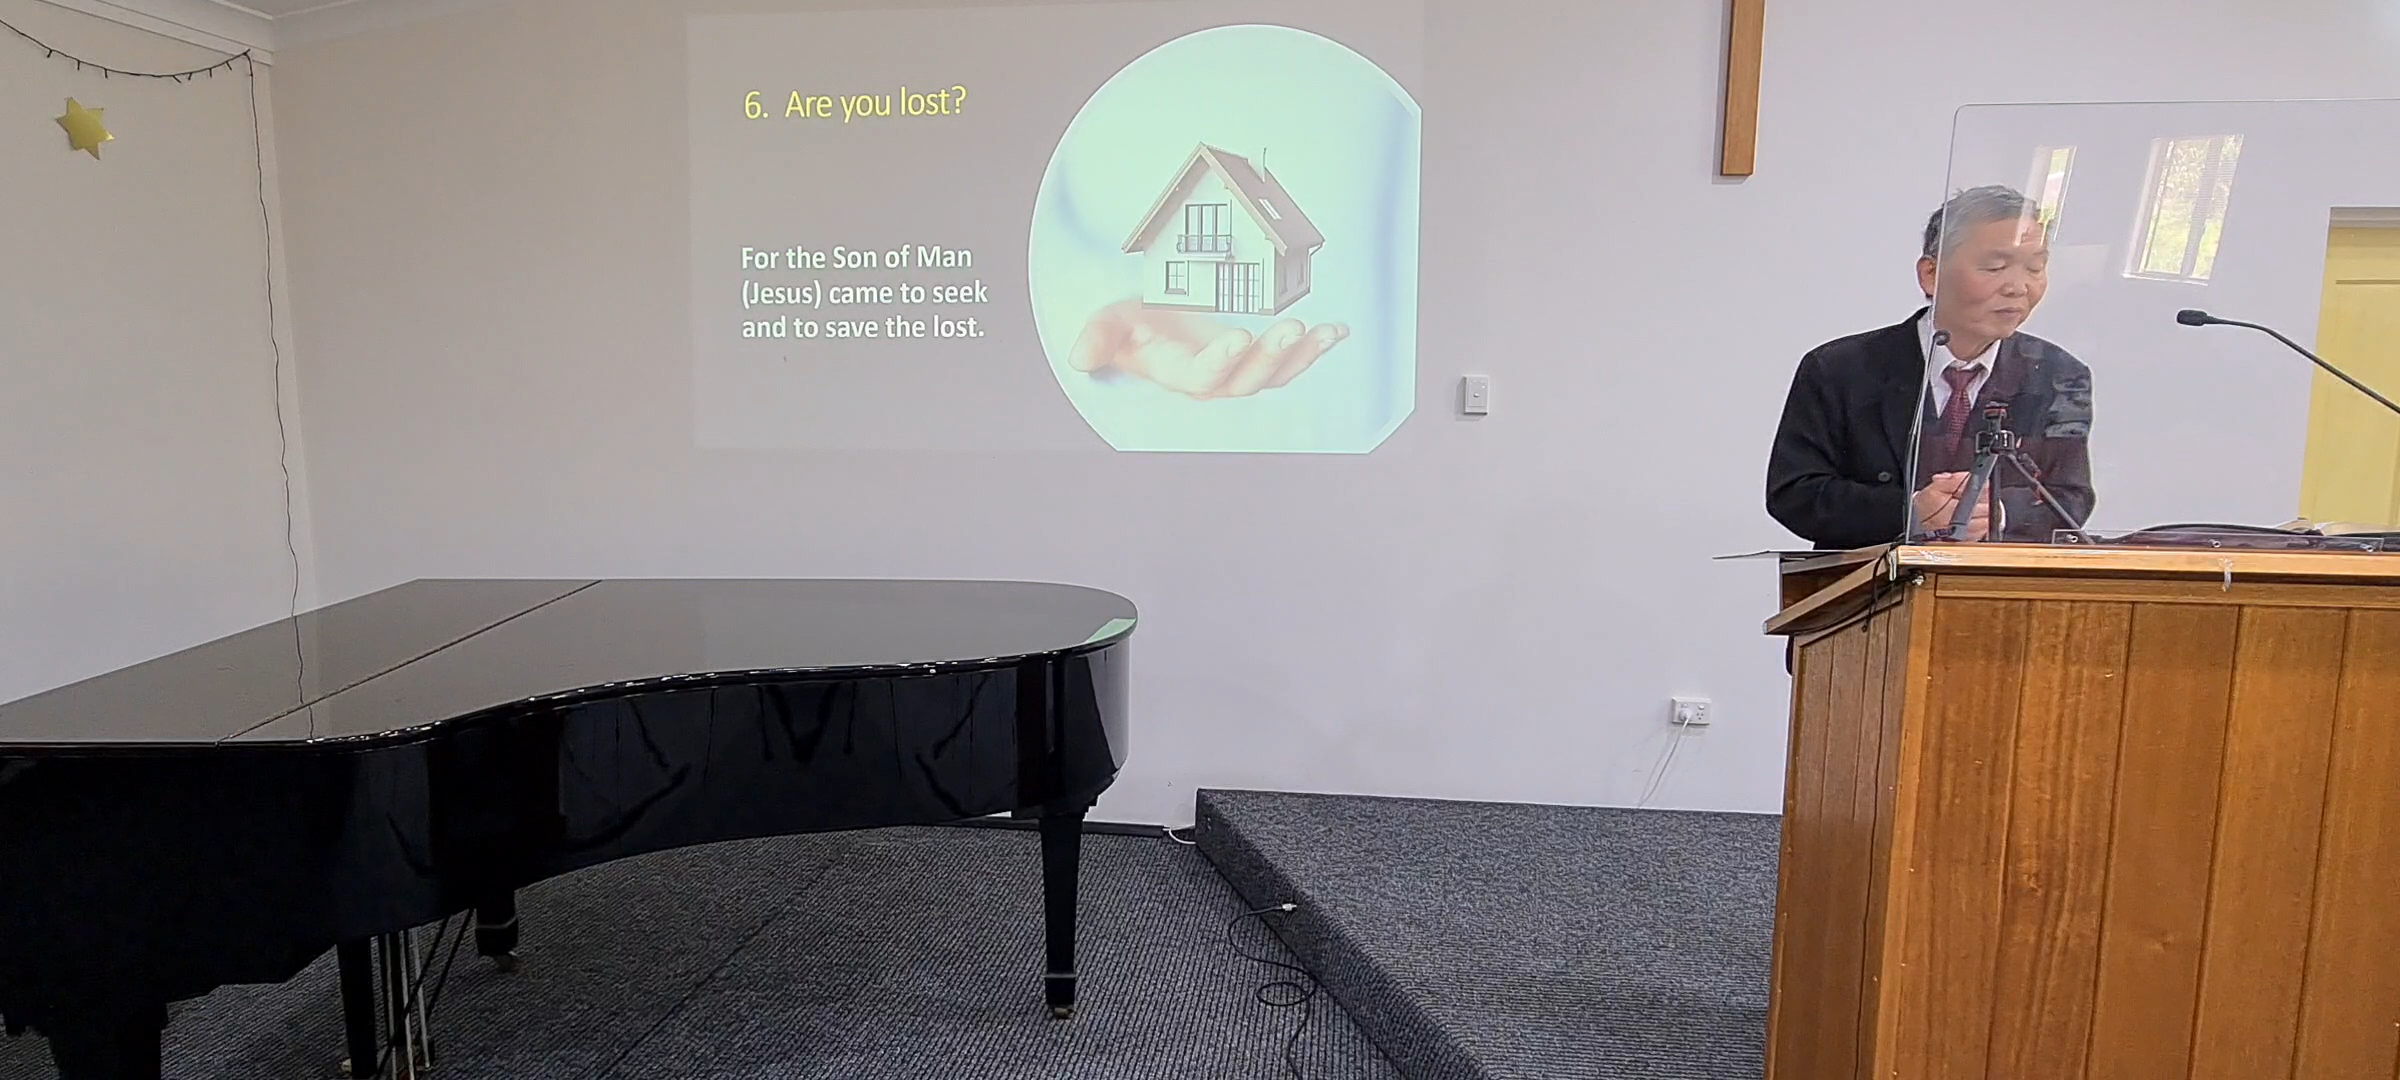 6. Are you lost?
For the Son of Man
(Jesus) came to seek
and to save the lost.